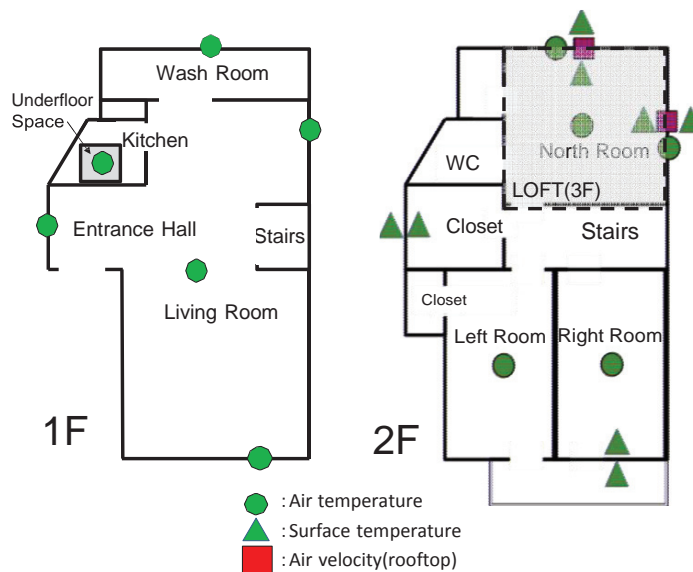 Wash Room
Underfloor
Space
Kitchen
Entrance Hall
Stairs
Living Room
1F
North Room
WC
LOFT(3F)
Closet
Stairs
Closet
Left Room
Right Room
2F
: Air temperature
: Surface temperature
: Air velocity(rooftop)